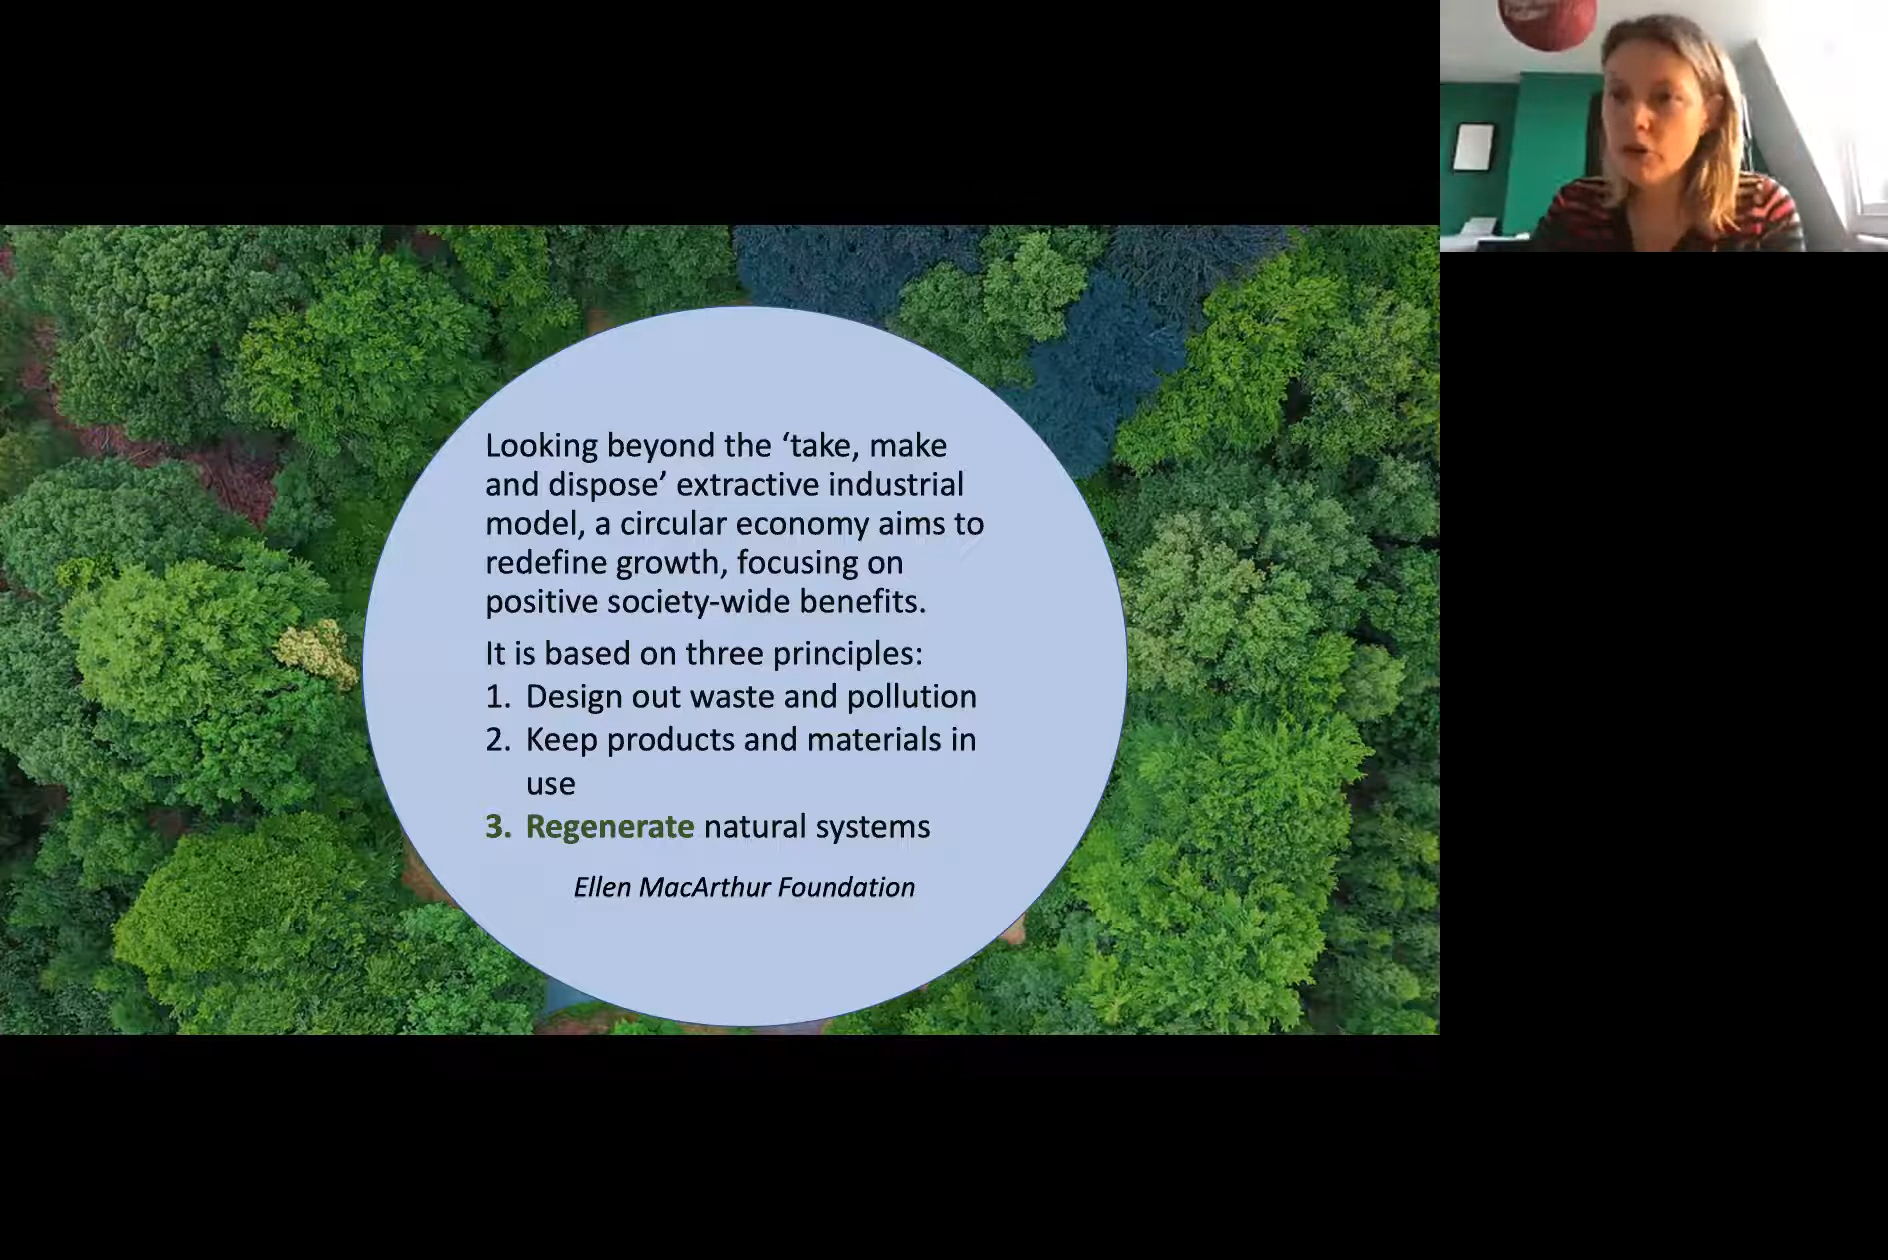 Looking beyond the ‘take, make
and dispose’ extractive industrial
model, a circular economy aims to
redefine growth, focusing on
positive society-wide benefits.
It is based on three principles:
1. Design out waste and pollution
2. Keep products and materials in
use
3. Regenerate natural systems
Ellen MacArthur Foundation